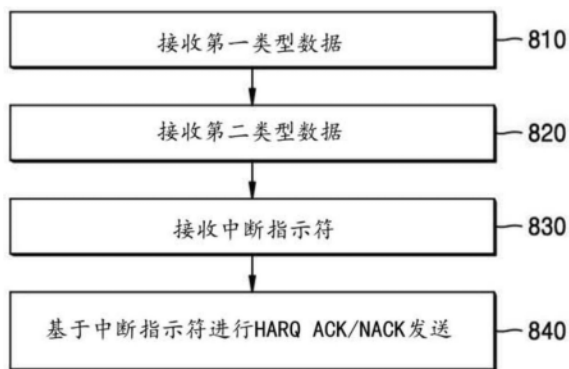 接收第一类型数据 810
接收第二类型数据 820
接收中断指示符 830
基于中断指示符进行HARQ ACK/NACK发送 840